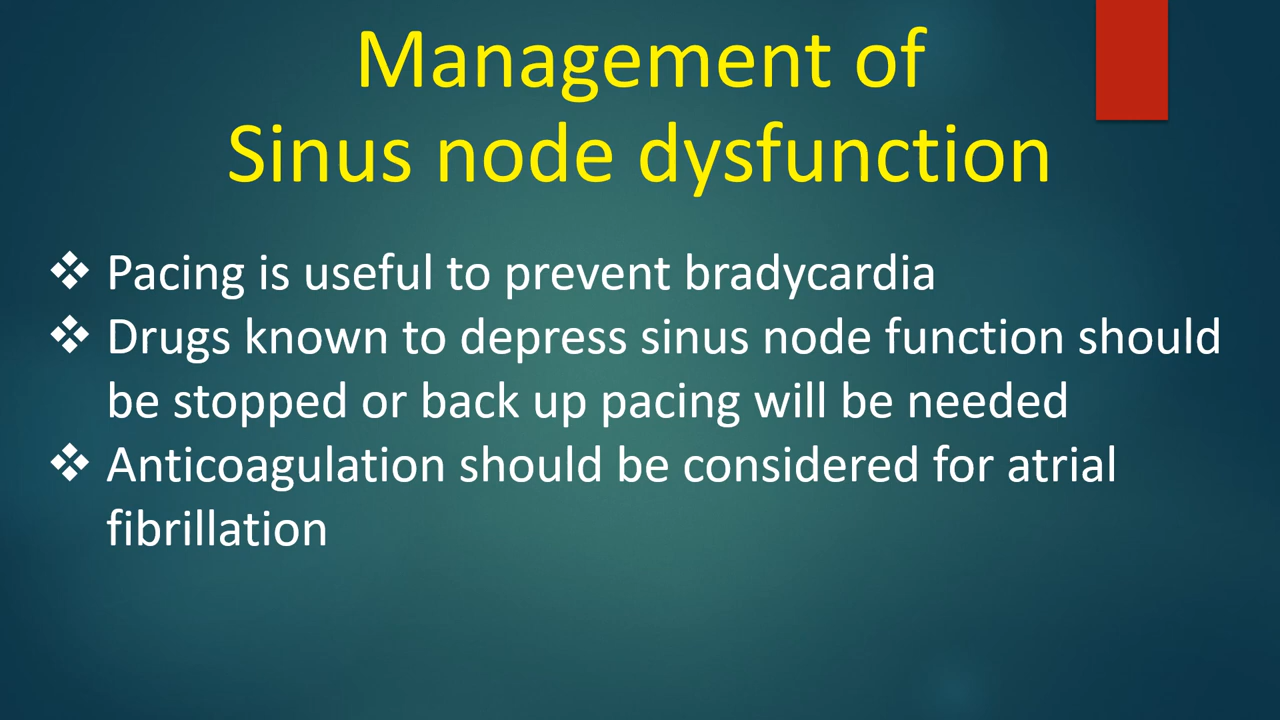 Management of
Sinus node dysfunction
❖ Pacing is useful to prevent bradycardia
❖ Drugs known to depress sinus node function should
be stopped or back up pacing will be needed
❖ Anticoagulation should be considered for atrial
fibrillation